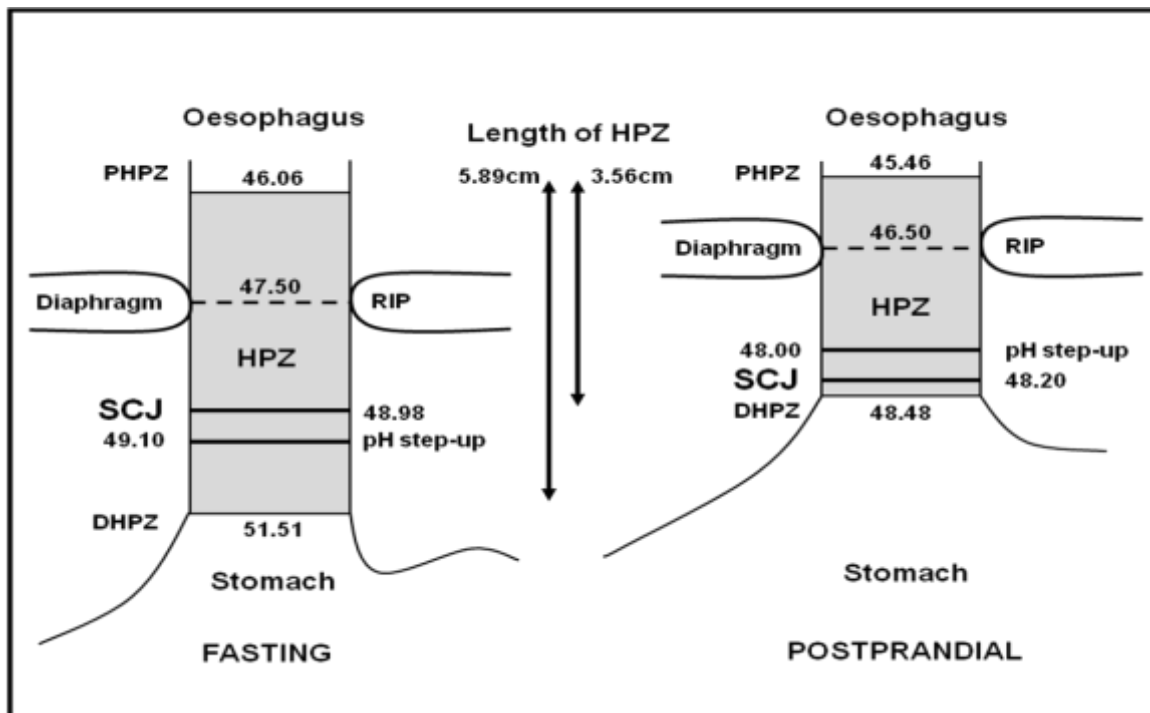 Oesophagus
PHPZ
46.06
Diaphragm
47.50
RIP
HPZ
SCJ
48.98
49.10
pH step-up
DHPZ
51.51
Stomach
FASTING
Length of HPZ
5.89cm
3.56cm
Oesophagus
PHPZ
45.46
Diaphragm
46.50
RIP
HPZ
48.00
pH step-up
SCJ
48.20
DHPZ
48.48
Stomach
POSTPRANDIAL